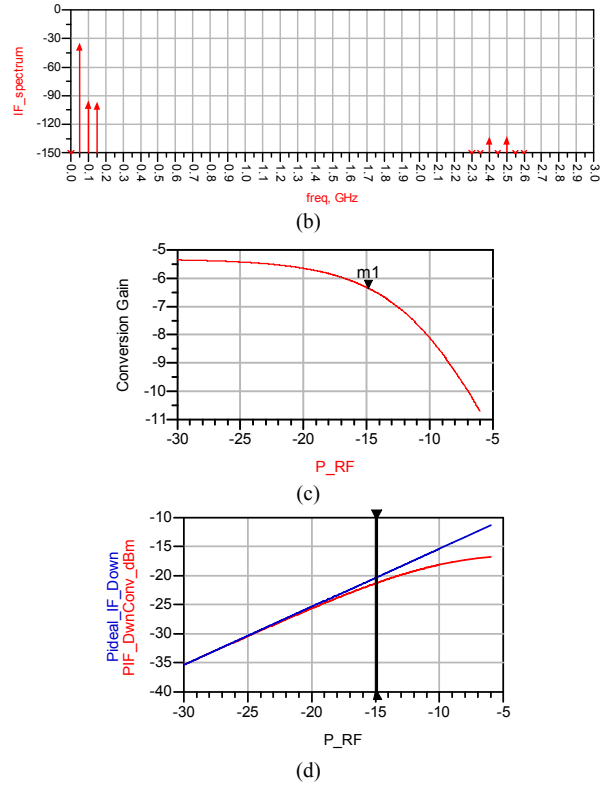 0
-30
-60
-90
-120
-150
IF_spectrum
0.0 0.1 0.2 0.3 0.4 0.5 0.6 0.7 0.8 0.9 1.0 1.1 1.2 1.3 1.4 1.5 1.6 1.7 1.8 1.9 2.0 2.1 2.2 2.3 2.4 2.5 2.6 2.7 2.8 2.9 3.0
freq, GHz
(b)
-5
-6
-7
-8
-9
-10
-11
Conversion Gain
m1
-30 -25 -20 -15 -10 -5
P_RF
(c)
-10
-15
-20
-25
-30
-35
-40
Pideal_IF_Down
PIF_DwnConv_dBm
-30 -25 -20 -15 -10 -5
P_RF
(d)